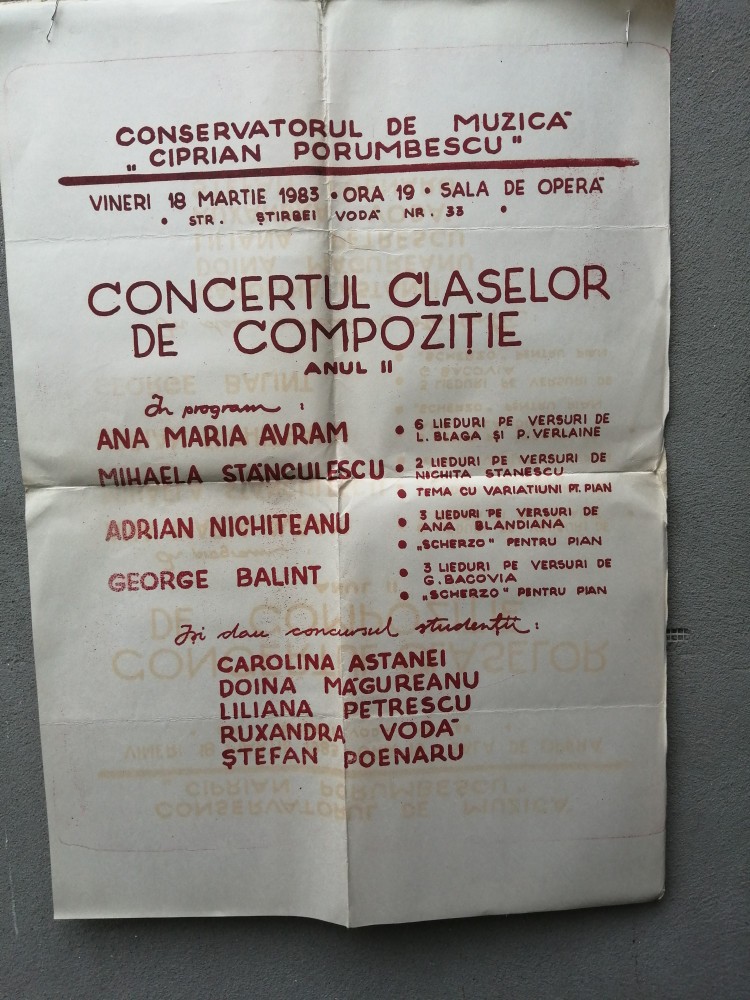 CONSERVATORUL DE MUZICĂ
„CIPRIAN PORUMBESCU"
VINERI 18 MARTIE 1983 • ORA 19 • SALA DE OPERĂ
• STR. ȘTIRBEI VODĂ NR. 33 •
CONCERTUL CLASELOR
DE COMPOZIȚIE
ANUL II
În program :
ANA MARIA AVRAM
• 6 LIEDURI PE VERSURI DE
L. BLAGA ȘI P. VERLAINE
MIHAELA STĂNCULESCU
• 2 LIEDURI PE VERSURI DE
NICHITA STANESCU
• TEMA CU VARIATIUNI PT. PIAN
ADRIAN NICHITEANU
• 3 LIEDURI PE VERSURI DE
ANA BLANDIANA
• „SCHERZO" PENTRU PIAN
GEORGE BALINT
• 3 LIEDURI PE VERSURI DE
G. BACOVIA
• „SCHERZO" PENTRU PIAN
Își dau concursul studenții :
CAROLINA ASTANEI
DOINA MĂGUREANU
LILIANA PETRESCU
RUXANDRA VODĂ
ȘTEFAN POENARU